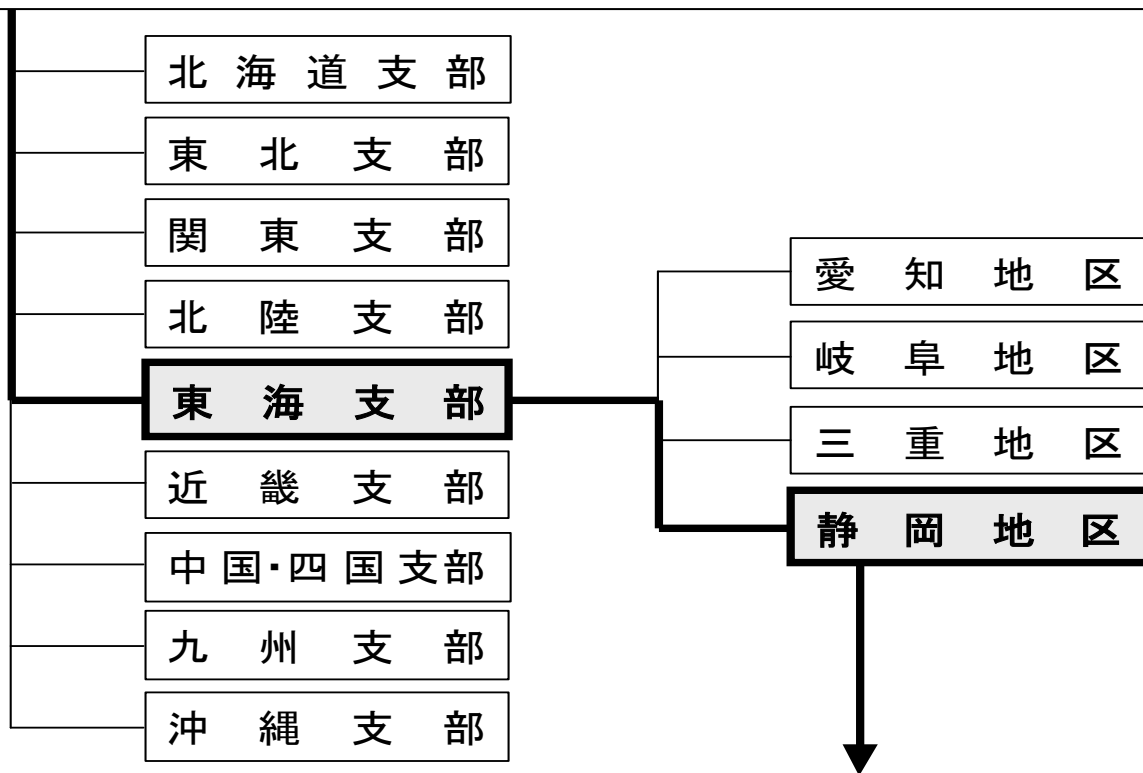 北海道支部
東北支部
関東支部
北陸支部
東海支部
近畿支部
中国・四国支部
九州支部
沖縄支部
愛知地区
岐阜地区
三重地区
静岡地区